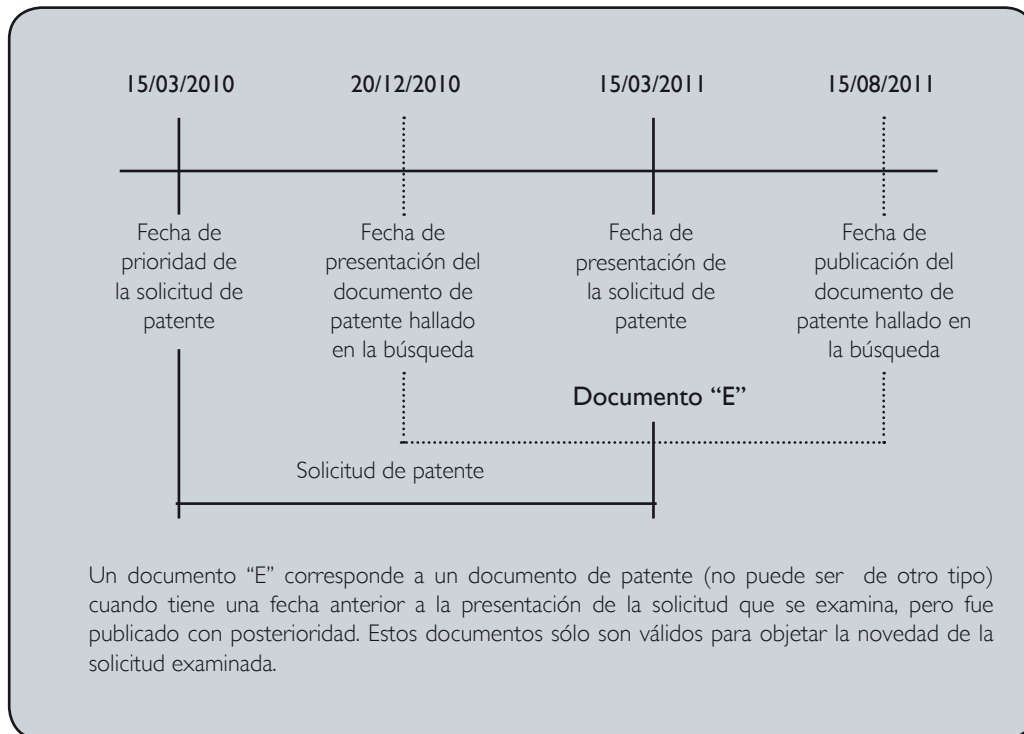 15/03/2010 20/12/2010 15/03/2011 15/08/2011
Fecha de
prioridad de
la solicitud de
patente
Fecha de
presentación del
documento de
patente hallado
en la búsqueda
Fecha de
presentación de
la solicitud de
patente
Fecha de
publicación del
documento de
patente hallado en
la búsqueda
Documento “E”
Solicitud de patente
Un documento “E” corresponde a un documento de patente (no puede ser de otro tipo)
cuando tiene una fecha anterior a la presentación de la solicitud que se examina, pero fue
publicado con posterioridad. Estos documentos sólo son válidos para objetar la novedad de la
solicitud examinada.